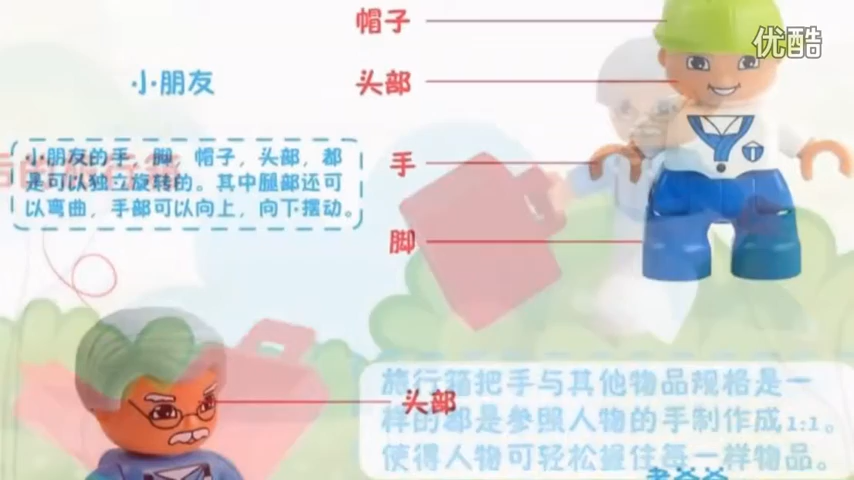 帽子
优酷
小朋友
头部
小朋友的手,脚 帽子,头部,都
是可以独立旋转的。其中腿部还可
以弯曲,手部可以向上,向下摆动。
手
脚
旅行箱把手与其他物品规格是一
样的都是参照人物的手制作成1:1。
使得人物可轻松握住每一样物品。
头部
老爷爷